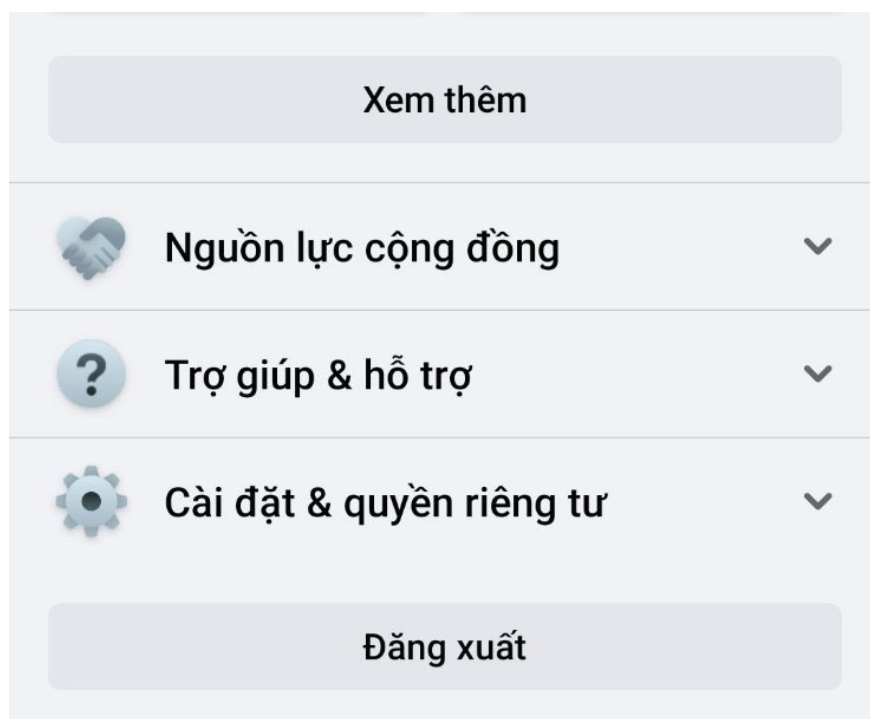 Xem thêm
Nguồn lực cộng đồng
Trợ giúp & hỗ trợ
Cài đặt & quyền riêng tư
Đăng xuất